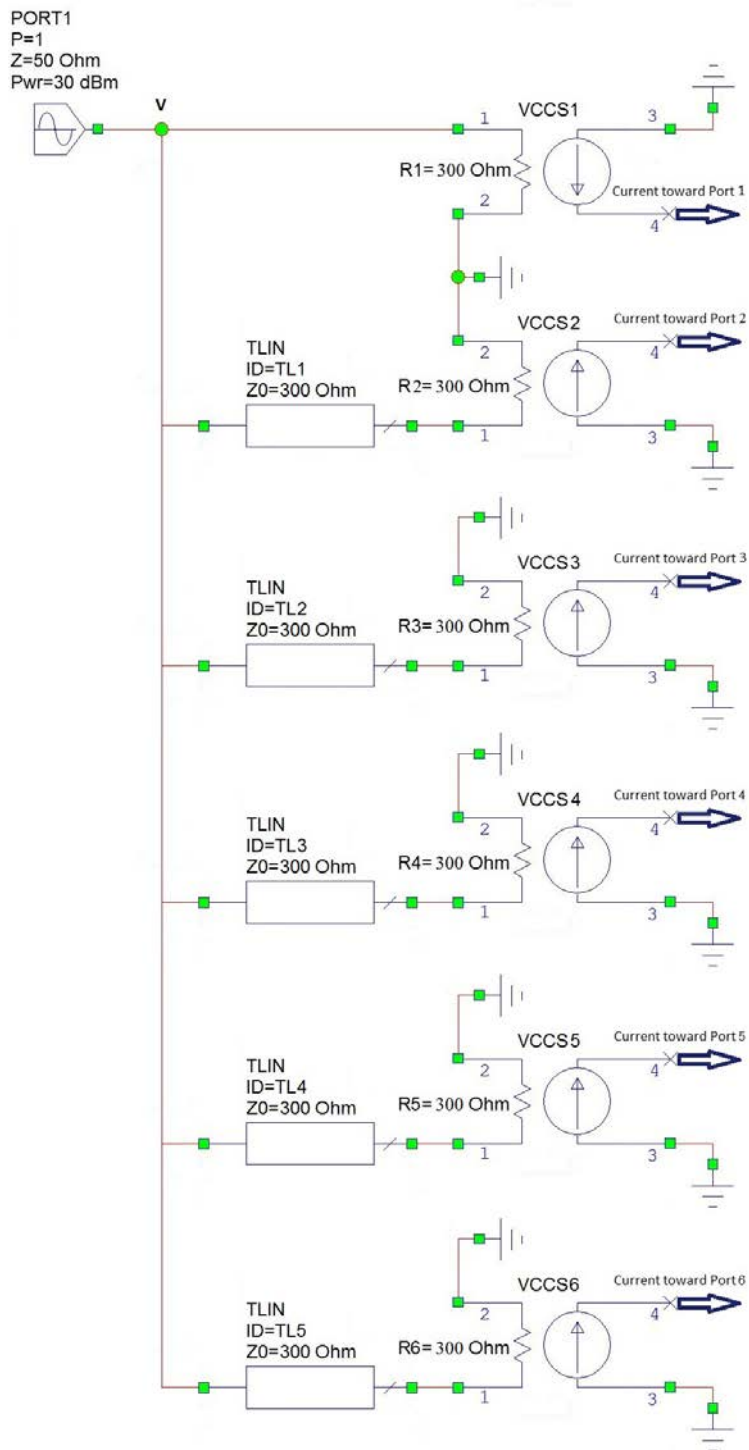 PORT1
P=1
Z=50 Ohm
Pwr=30 dBm
V
1
VCCS1
3
R1= 300 Ohm
Current toward Port 1
2
4
VCCS2
Current toward Port 2
2
4
TLIN
ID=TL1
Z0=300 Ohm
R2= 300 Ohm
1
3
VCCS3
Current toward Port 3
2
4
TLIN
ID=TL2
Z0=300 Ohm
R3= 300 Ohm
1
3
VCCS4
Current toward Port 4
2
4
TLIN
ID=TL3
Z0=300 Ohm
R4= 300 Ohm
1
3
VCCS5
Current toward Port 5
2
4
TLIN
ID=TL4
Z0=300 Ohm
R5= 300 Ohm
1
3
VCCS6
Current toward Port 6
2
4
TLIN
ID=TL5
Z0=300 Ohm
R6= 300 Ohm
1
3